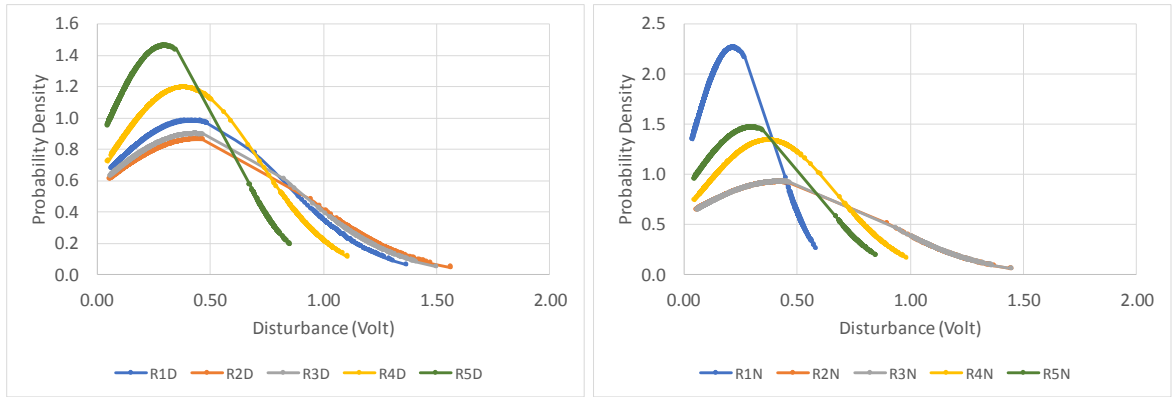 1.6
1.4
1.2
1.0
0.8
0.6
0.4
0.2
0.0
Probability Density
0.00 0.50 1.00 1.50 2.00
Disturbance (Volt)
R1D R2D R3D R4D R5D
2.5
2.0
1.5
1.0
0.5
0.0
Probability Density
0.00 0.50 1.00 1.50 2.00
Disturbance (Volt)
R1N R2N R3N R4N R5N